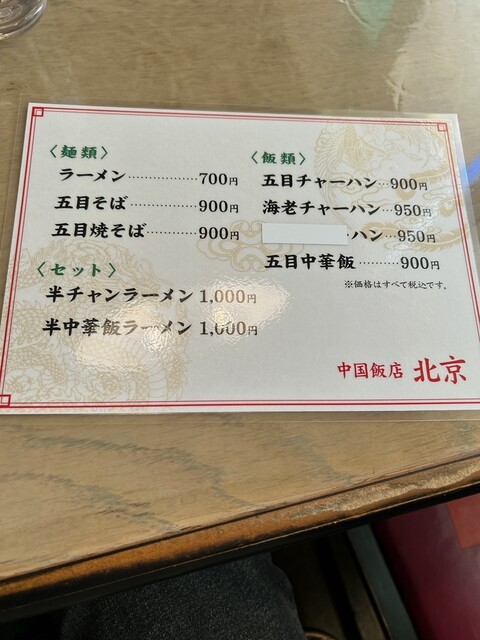 〈麺類〉
ラーメン………………700円
五目そば……………900円
五目焼そば…………900円
〈セット〉
半チャンラーメン 1,000円
半中華飯ラーメン 1,000円
〈飯類〉
五目チャーハン…900円
海老チャーハン…950円
ハン…950円
五目中華飯………900円
※価格はすべて税込です。
中国飯店 北京